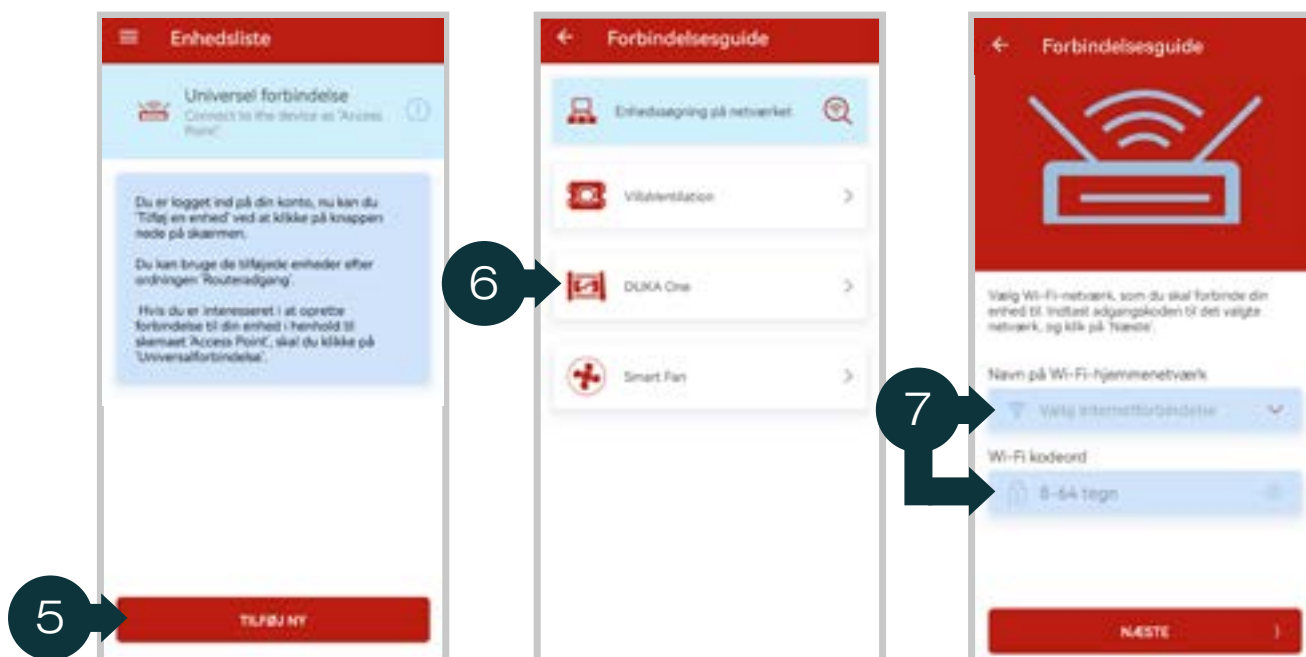 Enhedsliste
Universel forbindelse
Connect to the device as "Access
Point"
Du er logget ind på din konto, nu kan du
'Tilføj en enhed' ved at klikke på knappen
nede på skærmen.
Du kan bruge de tilføjede enheder efter
ordningen 'Routeradgang'.
Hvis du er interesseret i at oprette
forbindelse til din enhed i henhold til
skemaet 'Access Point', skal du klikke på
'Universalforbindelse'.
5
TILFØJ NY
Forbindelsesguide
Enhedssøgning på netværket
Villaventilation
6
DUKA One
Smart Fan
Forbindelsesguide
Vælg Wi-Fi-netværk, som du skal forbinde din
enhed til. Indtast adgangskoden til det valgte
netværk, og klik på 'Næste'.
Navn på Wi-Fi-hjemmenetværk
7
Vælg internetforbindelse
Wi-Fi kodeord
8-64 tegn
NÆSTE